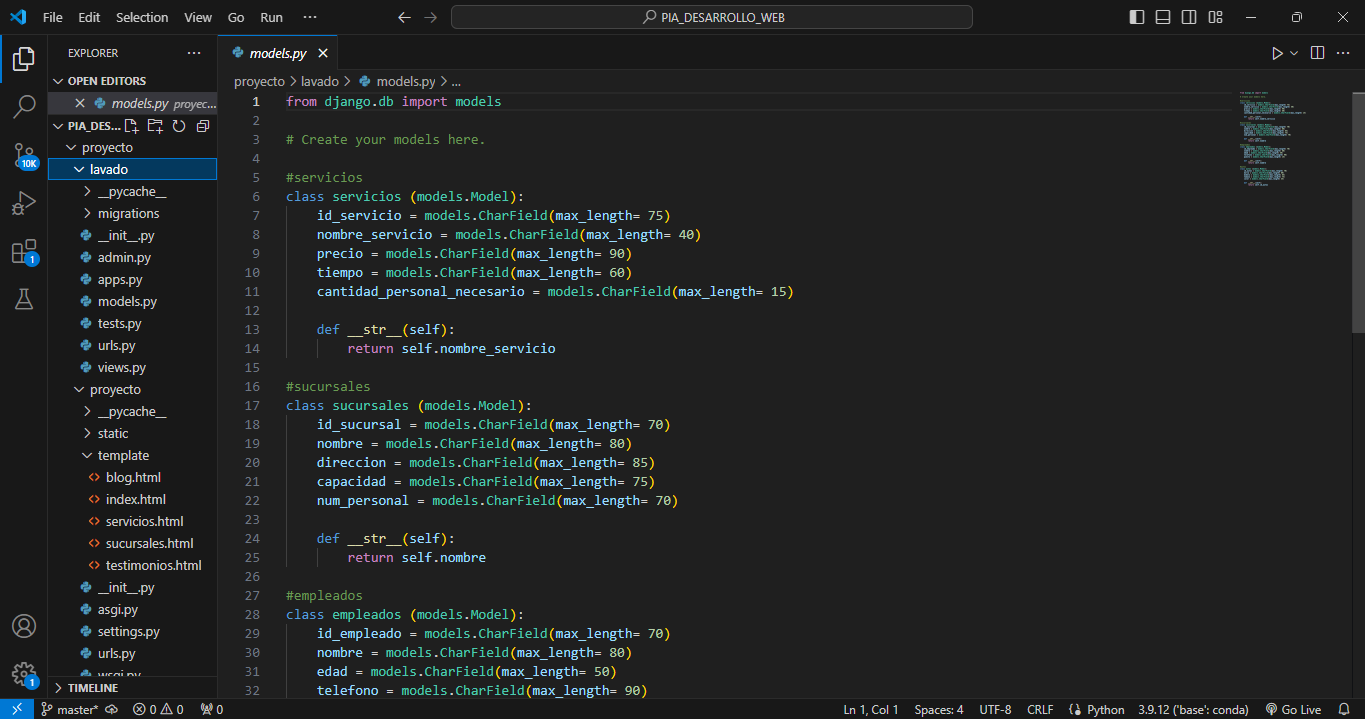 File Edit Selection View Go Run ··· PIA_DESARROLLO_WEB
EXPLORER ···
OPEN EDITORS
models.py proyec...
PIA_DES...
proyecto
lavado
__pycache__
migrations
__init__.py
admin.py
apps.py
models.py
tests.py
urls.py
views.py
proyecto
__pycache__
static
template
blog.html
index.html
servicios.html
sucursales.html
testimonios.html
__init__.py
asgi.py
settings.py
urls.py
wsgi.py
TIMELINE
10K
1
1
models.py
proyecto > lavado > models.py > ...
1 from django.db import models
2
3 # Create your models here.
4
5 #servicios
6 class servicios (models.Model):
7 id_servicio = models.CharField(max_length= 75)
8 nombre_servicio = models.CharField(max_length= 40)
9 precio = models.CharField(max_length= 90)
10 tiempo = models.CharField(max_length= 60)
11 cantidad_personal_necesario = models.CharField(max_length= 15)
12
13 def __str__(self):
14 return self.nombre_servicio
15
16 #sucursales
17 class sucursales (models.Model):
18 id_sucursal = models.CharField(max_length= 70)
19 nombre = models.CharField(max_length= 80)
20 direccion = models.CharField(max_length= 85)
21 capacidad = models.CharField(max_length= 75)
22 num_personal = models.CharField(max_length= 70)
23
24 def __str__(self):
25 return self.nombre
26
27 #empleados
28 class empleados (models.Model):
29 id_empleado = models.CharField(max_length= 70)
30 nombre = models.CharField(max_length= 80)
31 edad = models.CharField(max_length= 50)
32 telefono = models.CharField(max_length= 90)
master* 0 0 0 Ln 1, Col 1 Spaces: 4 UTF-8 CRLF Python 3.9.12 ('base': conda) Go Live